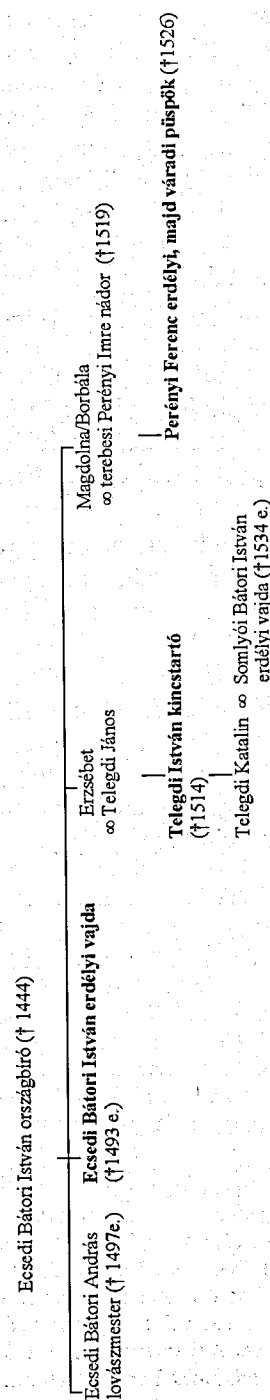 Ecsedi Bátori István országbíró († 1444)
Ecsedi Bátori András
lovászmester († 1497e.)
Ecsedi Bátori István erdélyi vajda
(†1493 e.)
Erzsébet
∞ Telegdi János
Magdolna/Borbála
∞ terebesi Perényi Imre nádor (†1519)
Telegdi István kincstartó
(†1514)
Perényi Ferenc erdélyi, majd váradi püspök (†1526)
Telegdi Katalin ∞ Somlyói Bátori István
erdélyi vajda (†1534 e.)